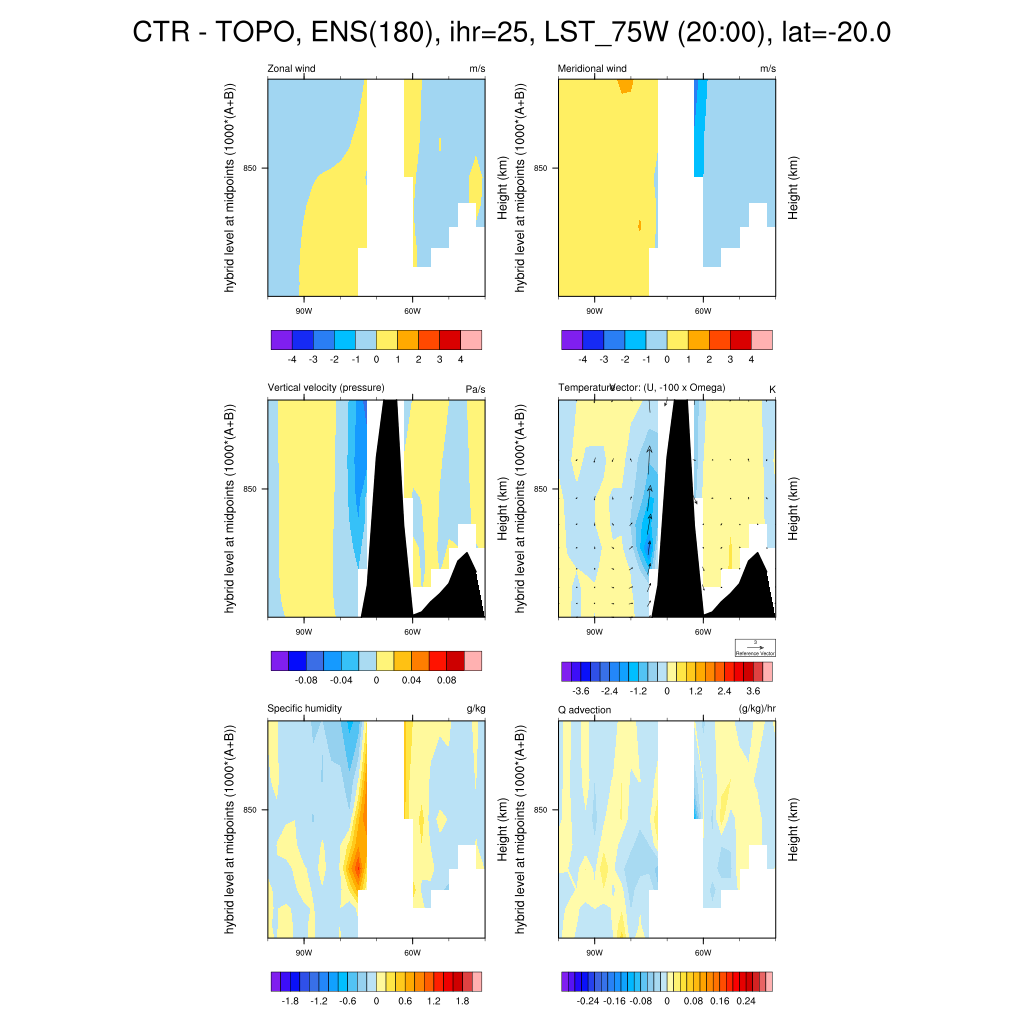 CTR - TOPO, ENS(180), ihr=25, LST_75W (20:00), lat=-20.0
Zonal wind m/s
hybrid level at midpoints (1000*(A+B))
850
Height (km)
90W 60W
-4 -3 -2 -1 0 1 2 3 4
Meridional wind m/s
hybrid level at midpoints (1000*(A+B))
850
Height (km)
90W 60W
-4 -3 -2 -1 0 1 2 3 4
Vertical velocity (pressure) Pa/s
hybrid level at midpoints (1000*(A+B))
850
Height (km)
90W 60W
-0.08 -0.04 0 0.04 0.08
Temperature Vector: (U, -100 x Omega) K
hybrid level at midpoints (1000*(A+B))
850
Height (km)
90W 60W
3
Reference Vector
-3.6 -2.4 -1.2 0 1.2 2.4 3.6
Specific humidity g/kg
hybrid level at midpoints (1000*(A+B))
850
Height (km)
90W 60W
-1.8 -1.2 -0.6 0 0.6 1.2 1.8
Q advection (g/kg)/hr
hybrid level at midpoints (1000*(A+B))
850
Height (km)
90W 60W
-0.24 -0.16 -0.08 0 0.08 0.16 0.24